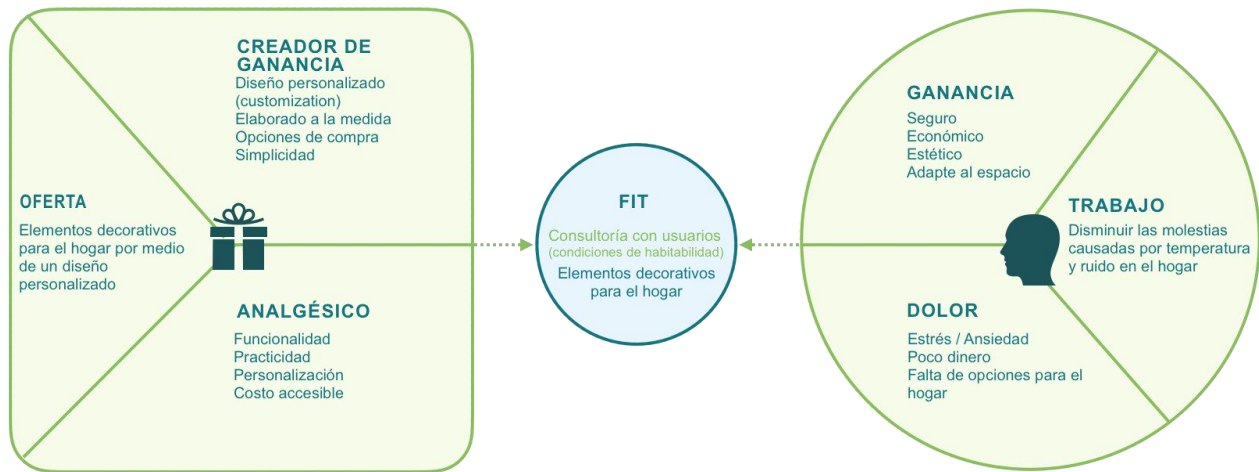 CREADOR DE
GANANCIA
Diseño personalizado
(customization)
Elaborado a la medida
Opciones de compra
Simplicidad
OFERTA
Elementos decorativos
para el hogar por medio
de un diseño
personalizado
ANALGÉSICO
Funcionalidad
Practicidad
Personalización
Costo accesible
FIT
Consultoría con usuarios
(condiciones de habitabilidad)
Elementos decorativos
para el hogar
GANANCIA
Seguro
Económico
Estético
Adapte al espacio
TRABAJO
Disminuir las molestias
causadas por temperatura
y ruido en el hogar
DOLOR
Estrés / Ansiedad
Poco dinero
Falta de opciones para el
hogar